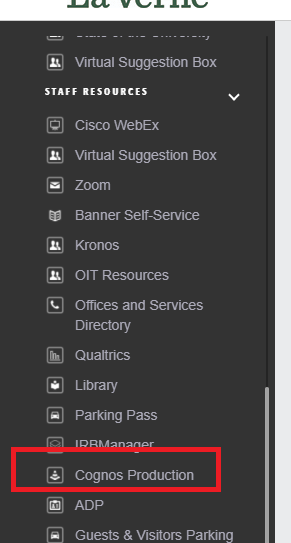 La Verne
State of the University
Virtual Suggestion Box
STAFF RESOURCES
Cisco WebEx
Virtual Suggestion Box
Zoom
Banner Self-Service
Kronos
OIT Resources
Offices and Services
Directory
Qualtrics
Library
Parking Pass
IRBManager
Cognos Production
ADP
Guests & Visitors Parking